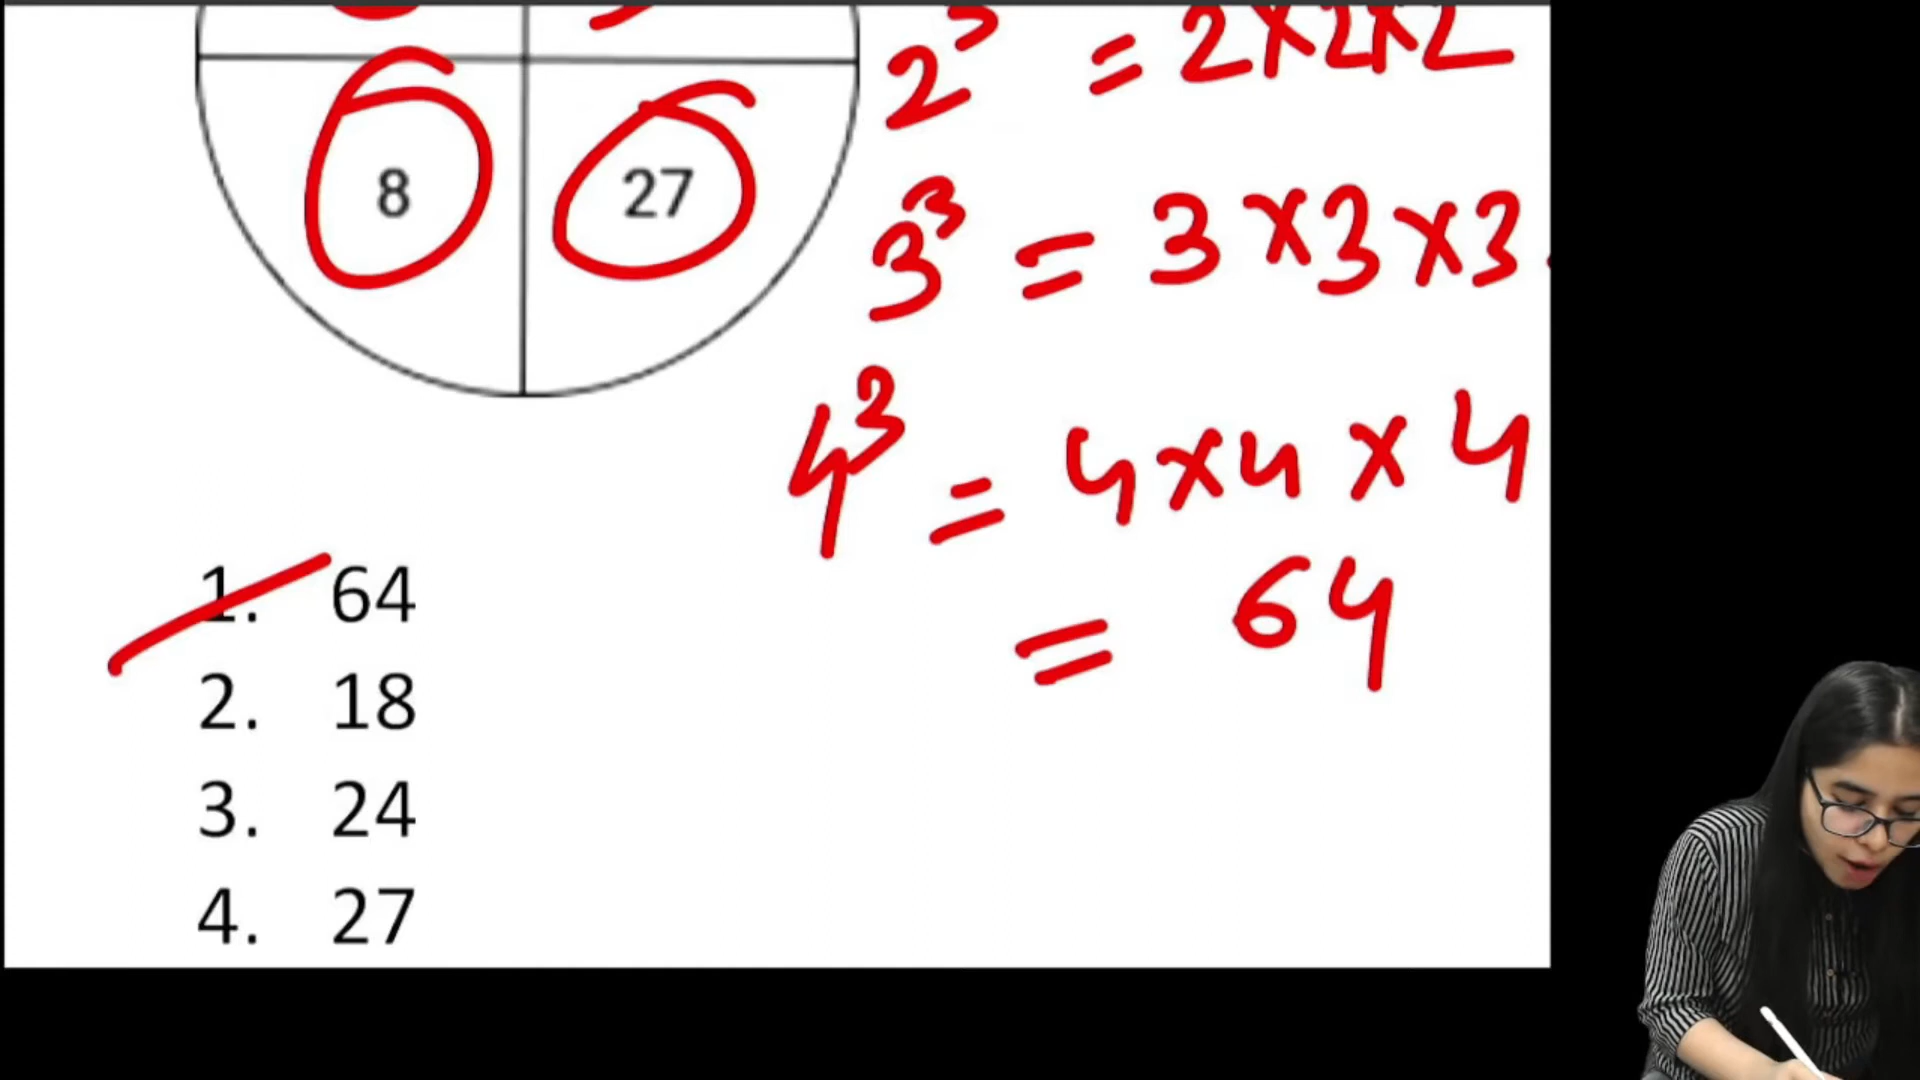 2³ = 2×2×2
8 27
3³ = 3×3×3
4³ = 4×4×4
1. 64
= 64
2. 18
3. 24
4. 27